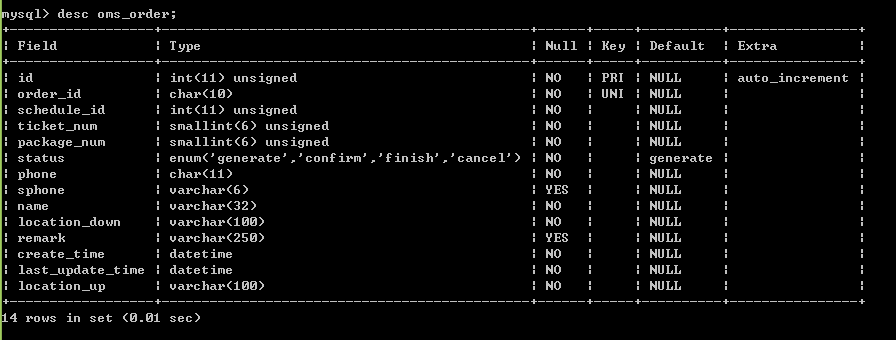 mysql> desc oms_order;
+------------------+----------------------------------------------+------+-----+----------+----------------+
¦ Field ¦ Type ¦ Null ¦ Key ¦ Default ¦ Extra ¦
+------------------+----------------------------------------------+------+-----+----------+----------------+
¦ id ¦ int(11) unsigned ¦ NO ¦ PRI ¦ NULL ¦ auto_increment ¦
¦ order_id ¦ char(10) ¦ NO ¦ UNI ¦ NULL ¦ ¦
¦ schedule_id ¦ int(11) unsigned ¦ NO ¦ ¦ NULL ¦ ¦
¦ ticket_num ¦ smallint(6) unsigned ¦ NO ¦ ¦ NULL ¦ ¦
¦ package_num ¦ smallint(6) unsigned ¦ NO ¦ ¦ NULL ¦ ¦
¦ status ¦ enum('generate','confirm','finish','cancel') ¦ NO ¦ ¦ generate ¦ ¦
¦ phone ¦ char(11) ¦ NO ¦ ¦ NULL ¦ ¦
¦ sphone ¦ varchar(6) ¦ YES ¦ ¦ NULL ¦ ¦
¦ name ¦ varchar(32) ¦ NO ¦ ¦ NULL ¦ ¦
¦ location_down ¦ varchar(100) ¦ NO ¦ ¦ NULL ¦ ¦
¦ remark ¦ varchar(250) ¦ YES ¦ ¦ NULL ¦ ¦
¦ create_time ¦ datetime ¦ NO ¦ ¦ NULL ¦ ¦
¦ last_update_time ¦ datetime ¦ NO ¦ ¦ NULL ¦ ¦
¦ location_up ¦ varchar(100) ¦ NO ¦ ¦ NULL ¦ ¦
+------------------+----------------------------------------------+------+-----+----------+----------------+
14 rows in set (0.01 sec)